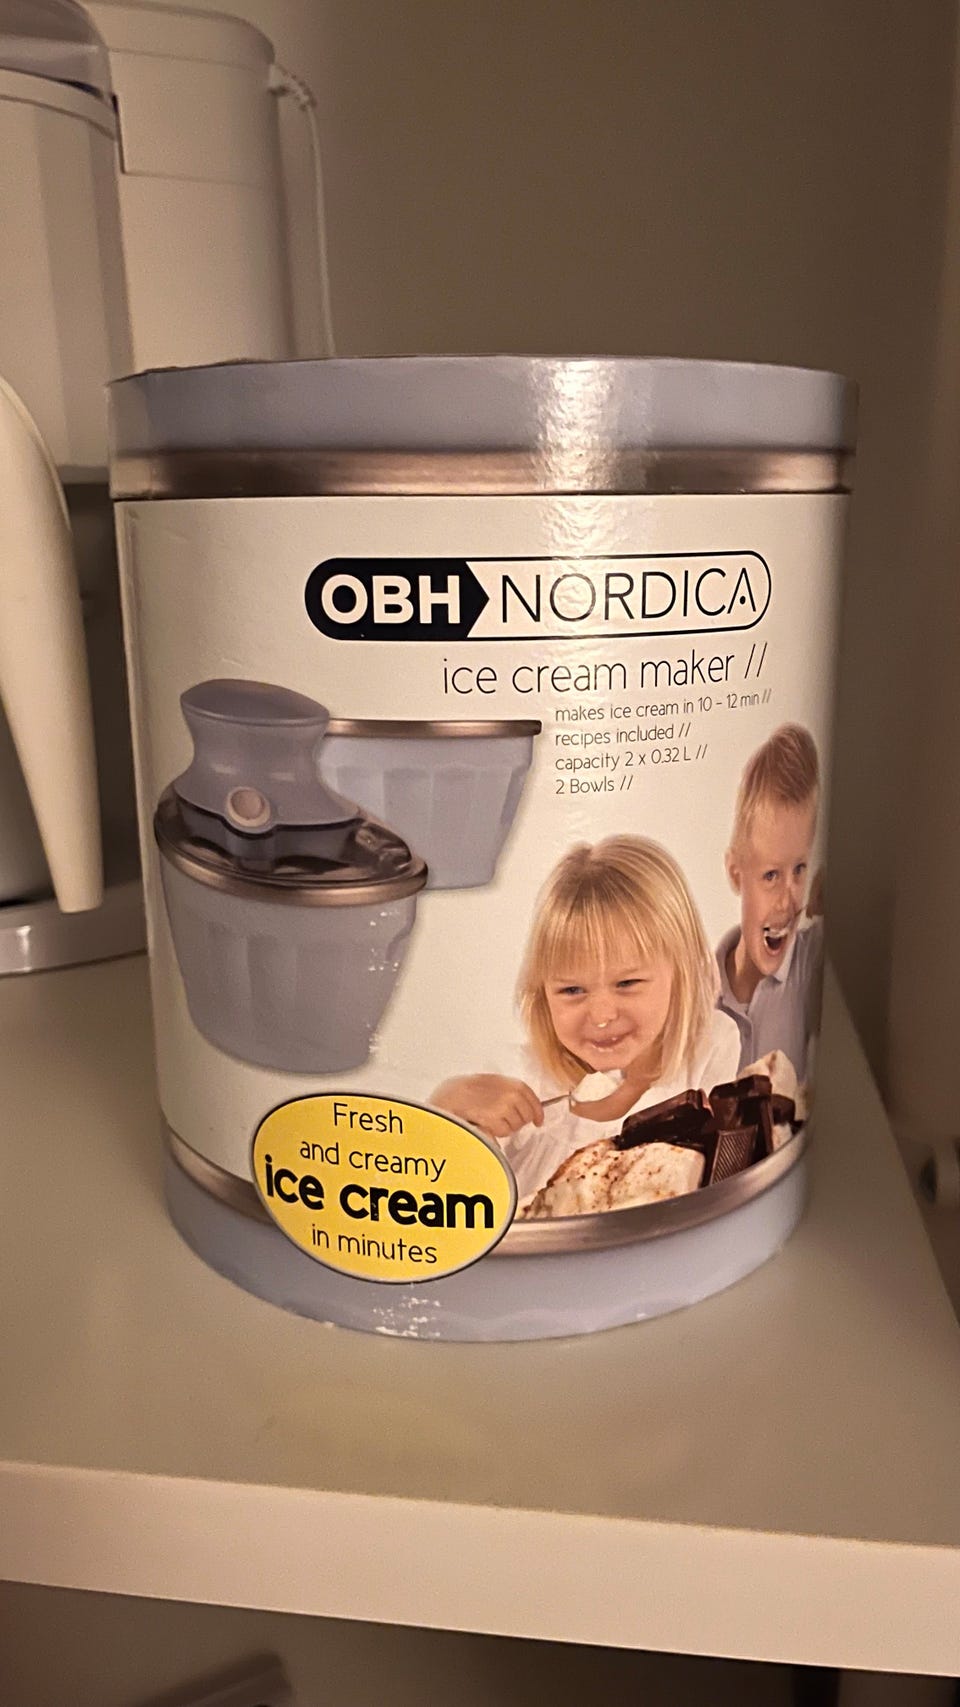 OBH NORDICA
ice cream maker //
makes ice cream in 10 - 12 min //
recipes included //
capacity 2 x 0.32 L //
2 Bowls //
Fresh
and creamy
ice cream
in minutes